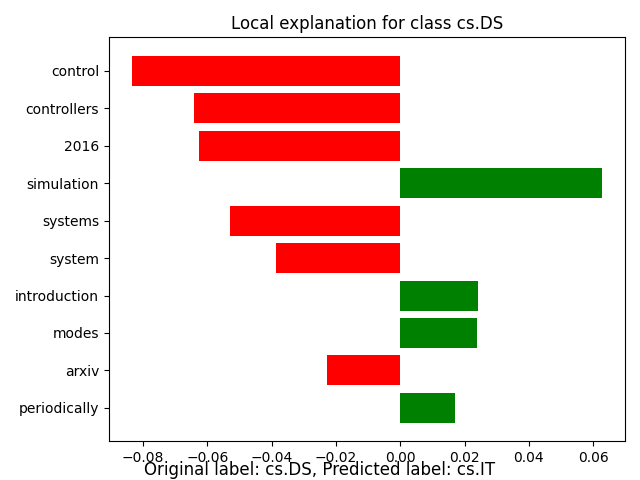 Local explanation for class cs.DS
control
controllers
2016
simulation
systems
system
introduction
modes
arxiv
periodically
−0.08 −0.06 −0.04 −0.02 0.00 0.02 0.04 0.06
Original label: cs.DS, Predicted label: cs.IT